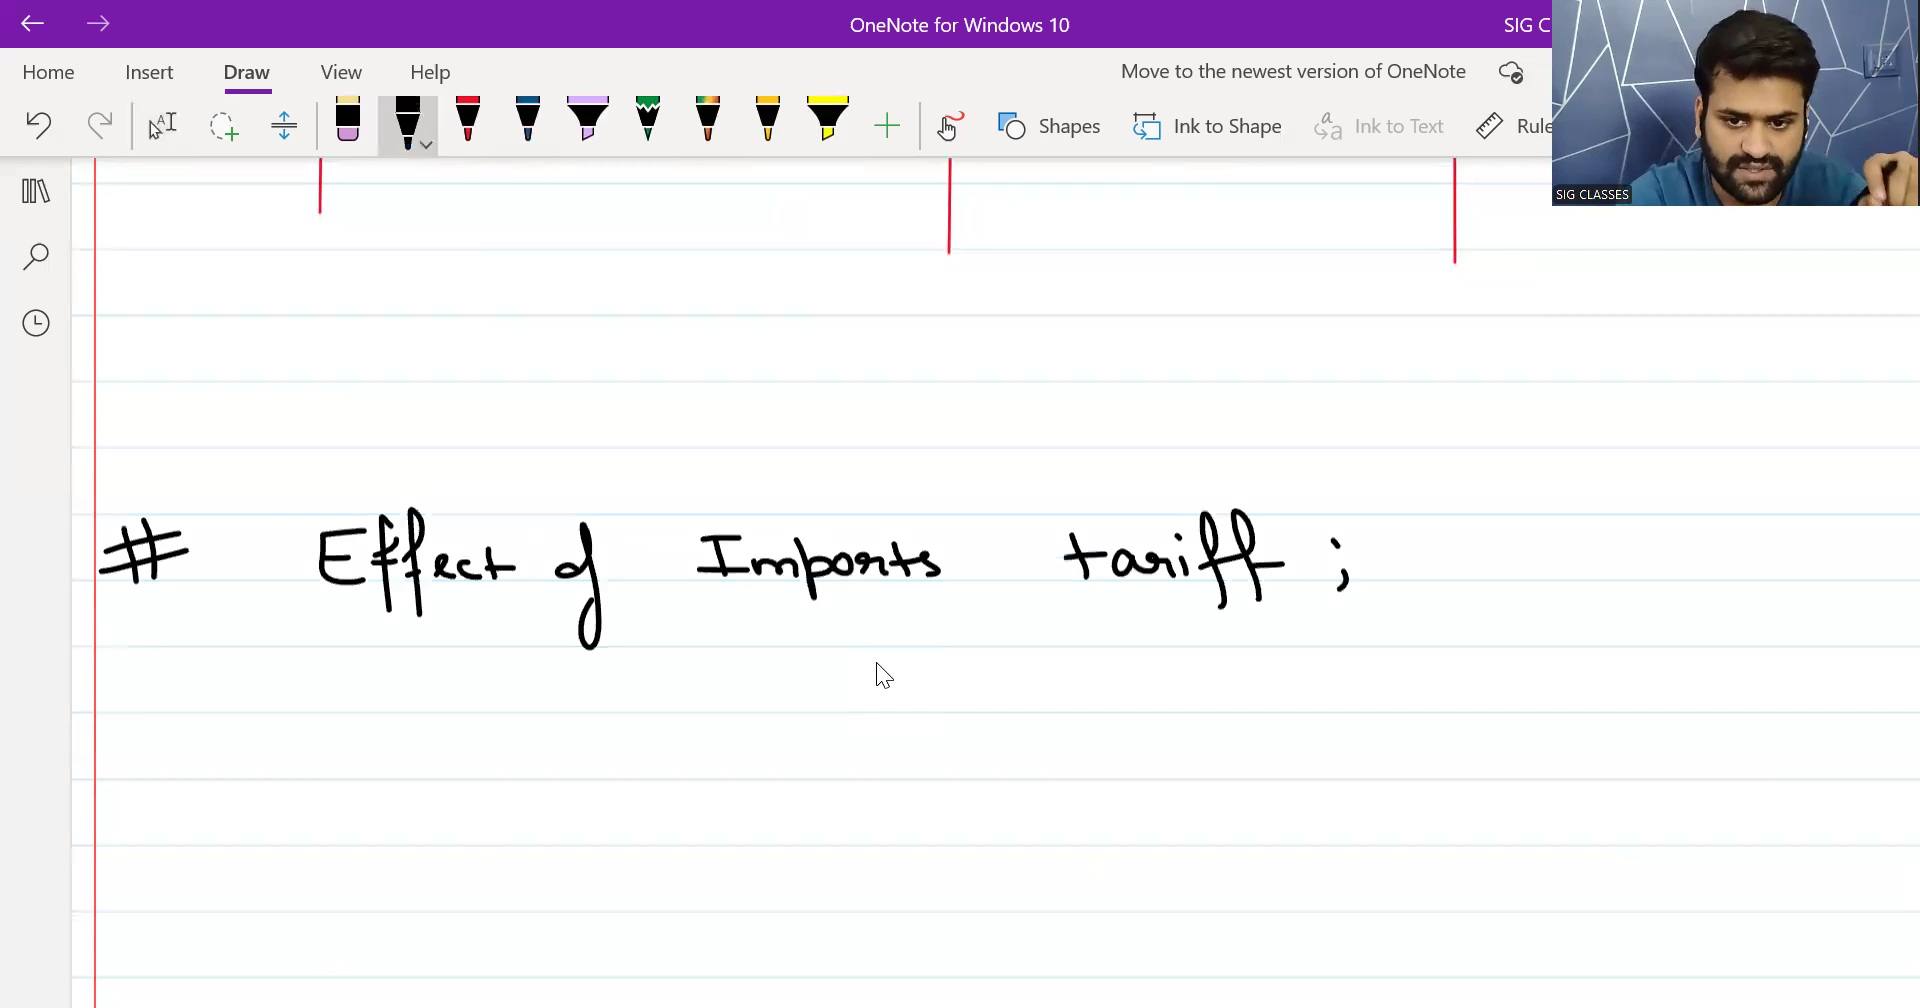 OneNote for Windows 10
SIG C
Home Insert Draw View Help
Move to the newest version of OneNote
Shapes Ink to Shape Ink to Text Rule
SIG CLASSES
# Effect of Imports tariff ;